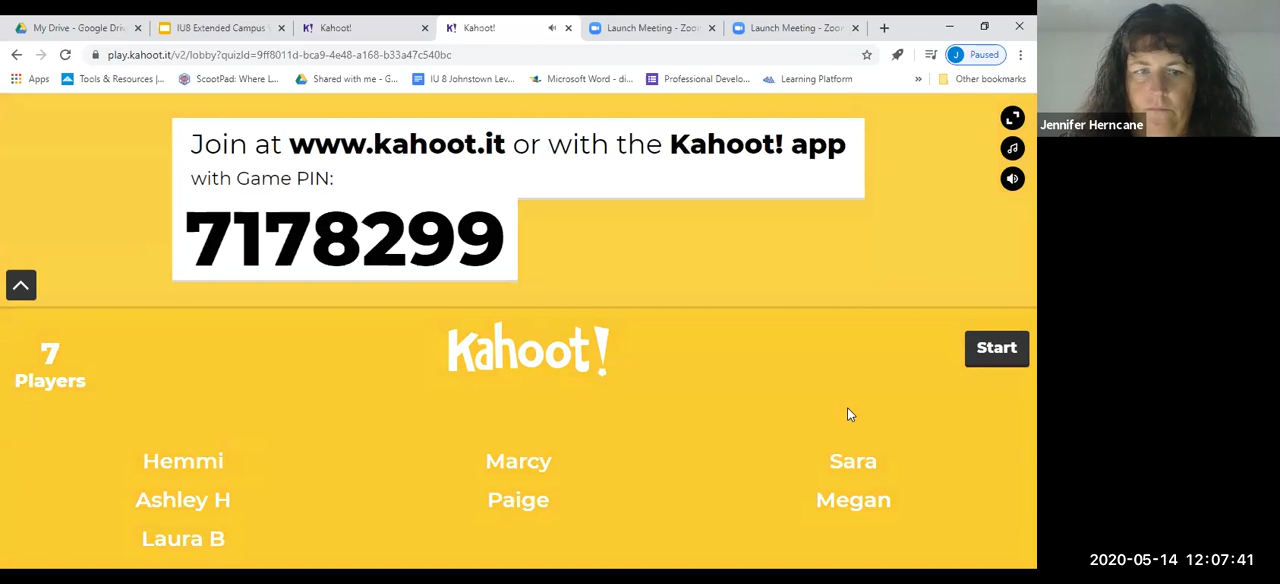 My Drive - Google Driv
IU8 Extended Campus
Kahoot!
Kahoot!
Launch Meeting - Zoo
Launch Meeting - Zoo
play.kahoot.it/v2/lobby?quizId=9ff8011d-bca9-4e48-a168-b33a47c540bc
J Paused
Apps
Tools & Resources |...
ScootPad: Where L...
Shared with me - G...
IU 8 Johnstown Lev...
Microsoft Word - di...
Professional Develo...
Learning Platform
»
Other bookmarks
Join at www.kahoot.it or with the Kahoot! app
with Game PIN:
7178299
Jennifer Herncane
7
Players
Kahoot!
Start
Hemmi
Marcy
Sara
Ashley H
Paige
Megan
Laura B
2020-05-14 12:07:41